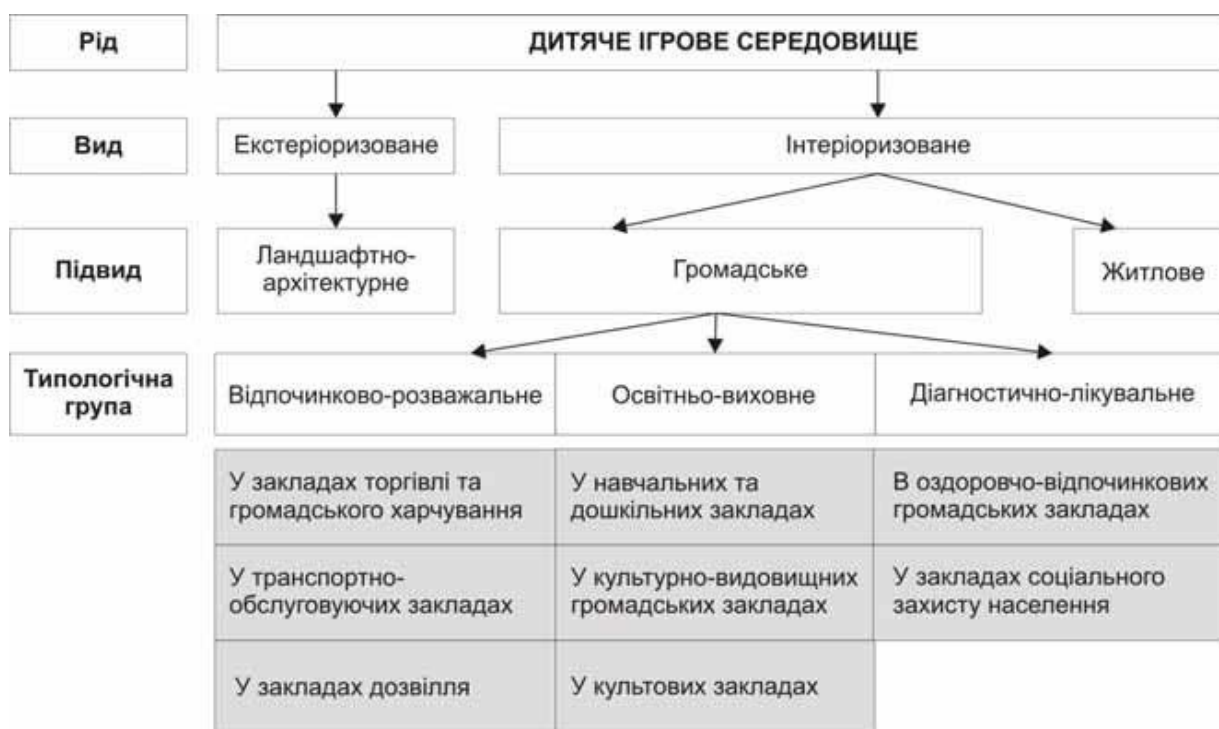 Рід
ДИТЯЧЕ ІГРОВЕ СЕРЕДОВИЩЕ
Вид
Екстеріоризоване
Інтеріоризоване
Підвид
Ландшафтно-
архітектурне
Громадське
Житлове
Типологічна
група
Відпочинково-розважальне
Освітньо-виховне
Діагностично-лікувальне
У закладах торгівлі та
громадського харчування
У навчальних та
дошкільних закладах
В оздоровчо-відпочинкових
громадських закладах
У транспортно-
обслуговуючих закладах
У культурно-видовищних
громадських закладах
У закладах соціального
захисту населення
У закладах дозвілля
У культових закладах